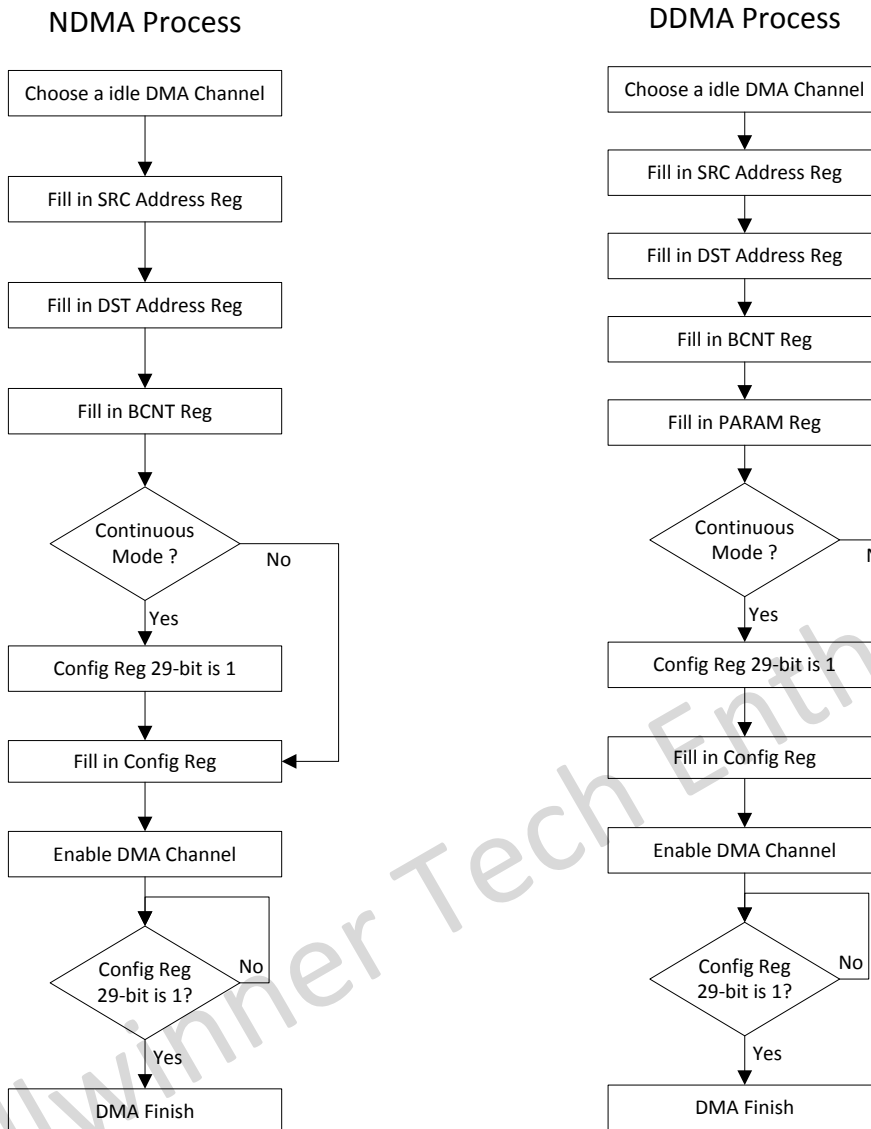 NDMA Process
Choose a idle DMA Channel
Fill in SRC Address Reg
Fill in DST Address Reg
Fill in BCNT Reg
Continuous
Mode ?
No
Yes
Config Reg 29-bit is 1
Fill in Config Reg
Enable DMA Channel
Config Reg
29-bit is 1?
No
Yes
DMA Finish
DDMA Process
Choose a idle DMA Channel
Fill in SRC Address Reg
Fill in DST Address Reg
Fill in BCNT Reg
Fill in PARAM Reg
Continuous
Mode ?
Yes
Config Reg 29-bit is 1
Fill in Config Reg
Enable DMA Channel
Config Reg
29-bit is 1?
No
Yes
DMA Finish
llwinner Tech Enth